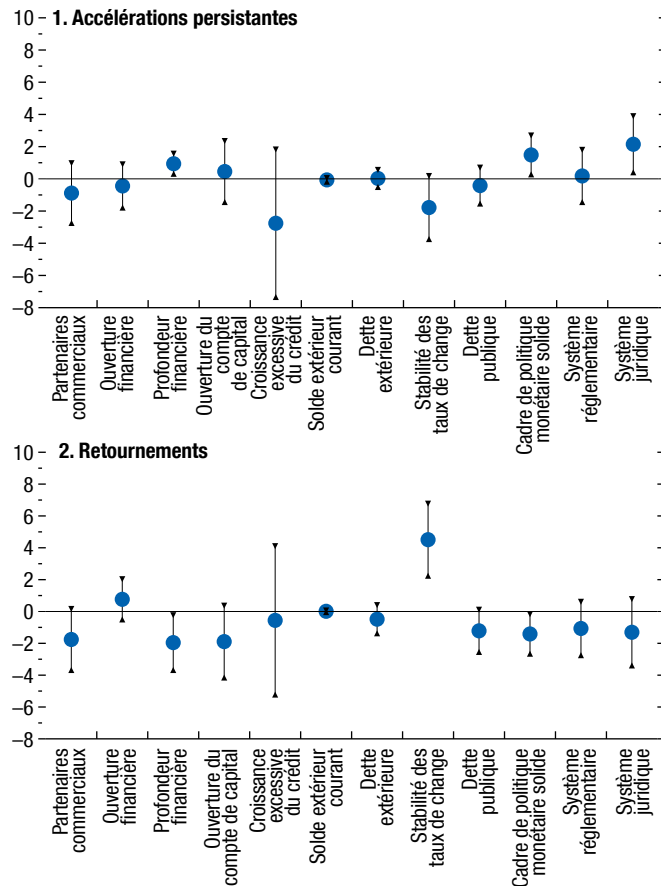 1. Accélérations persistantes
10
8
6
4
2
0
–2
–4
–6
–8
Partenaires
commerciaux
Ouverture
financière
Profondeur
financière
Ouverture du
compte
de capital
Croissance
excessive
du crédit
Solde extérieur
courant
Dette
extérieure
Stabilité des
taux de change
Dette
publique
Cadre de politique
monétaire solide
Système
réglementaire
Système
juridique
2. Retournements
10
8
6
4
2
0
–2
–4
–6
–8
Partenaires
commerciaux
Ouverture
financière
Profondeur
financière
Ouverture du
compte de capital
Croissance
excessive
du crédit
Solde extérieur
courant
Dette
extérieure
Stabilité des
taux de change
Dette
publique
Cadre de politique
monétaire solide
Système
réglementaire
Système
juridique